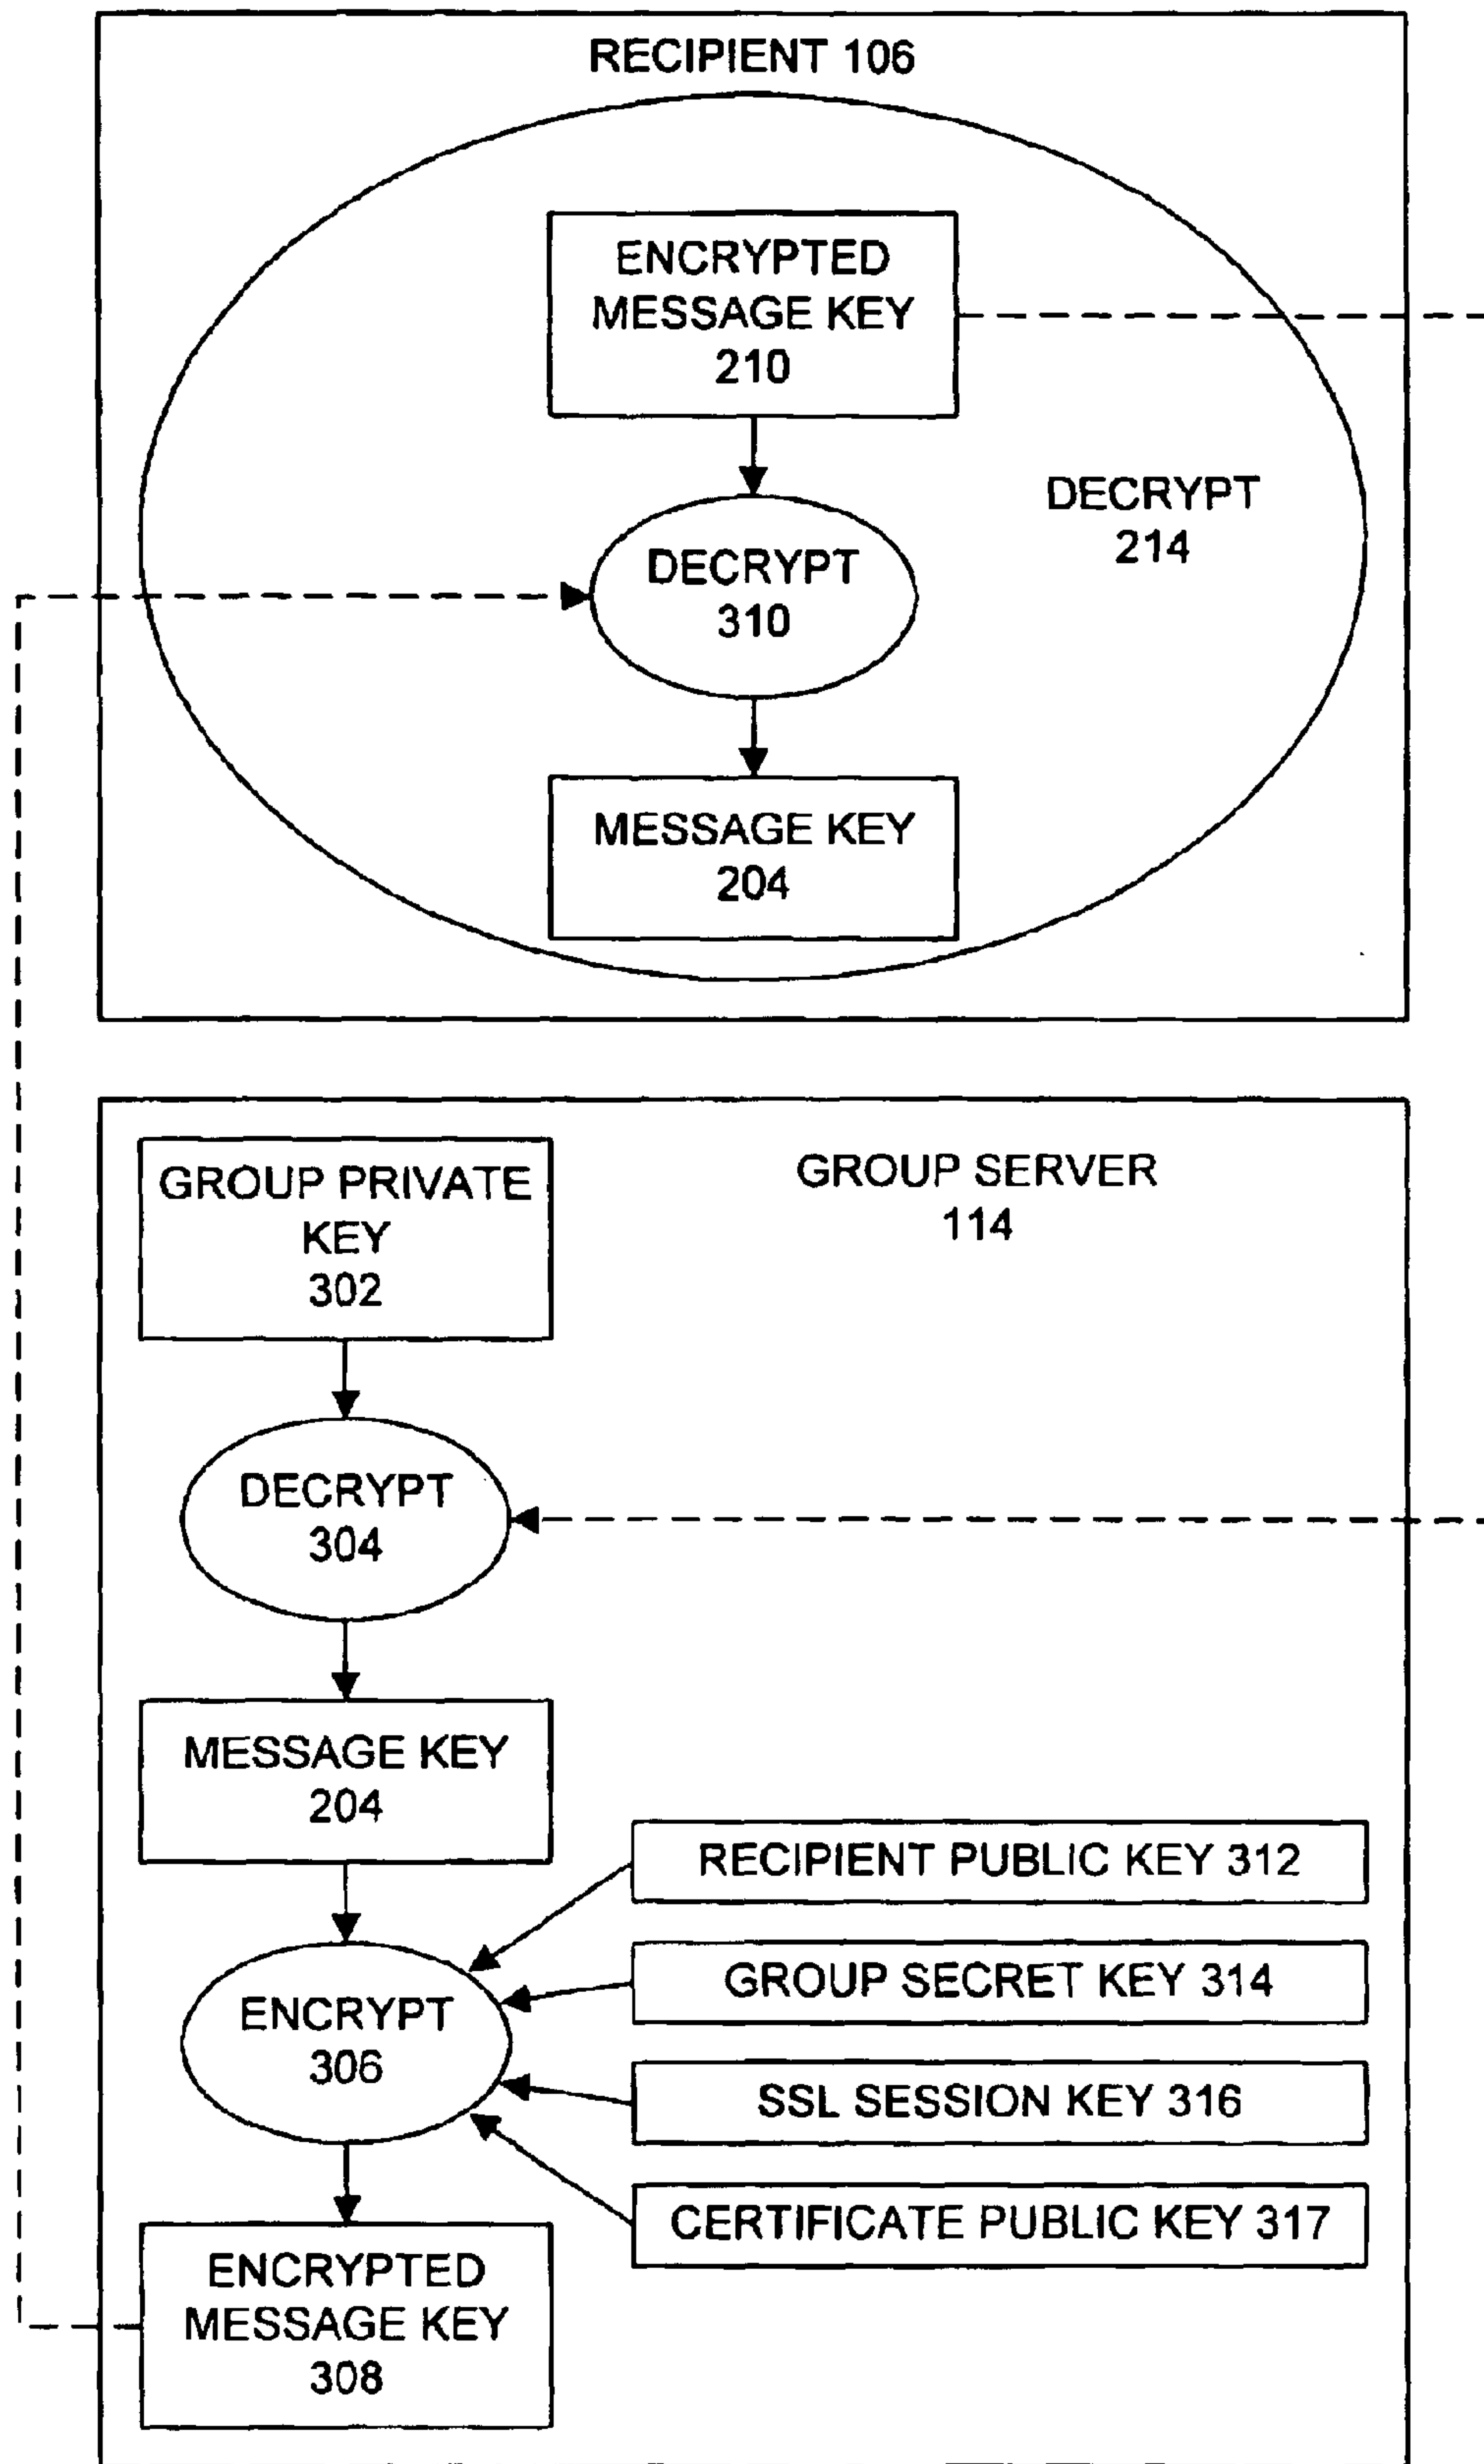 RECIPIENT 106
ENCRYPTED
MESSAGE KEY
210
DECRYPT
214
DECRYPT
310
MESSAGE KEY
204
GROUP PRIVATE
KEY
302
GROUP SERVER
114
DECRYPT
304
MESSAGE KEY
204
RECIPIENT PUBLIC KEY 312
GROUP SECRET KEY 314
ENCRYPT
306
SSL SESSION KEY 316
CERTIFICATE PUBLIC KEY 317
ENCRYPTED
MESSAGE KEY
308